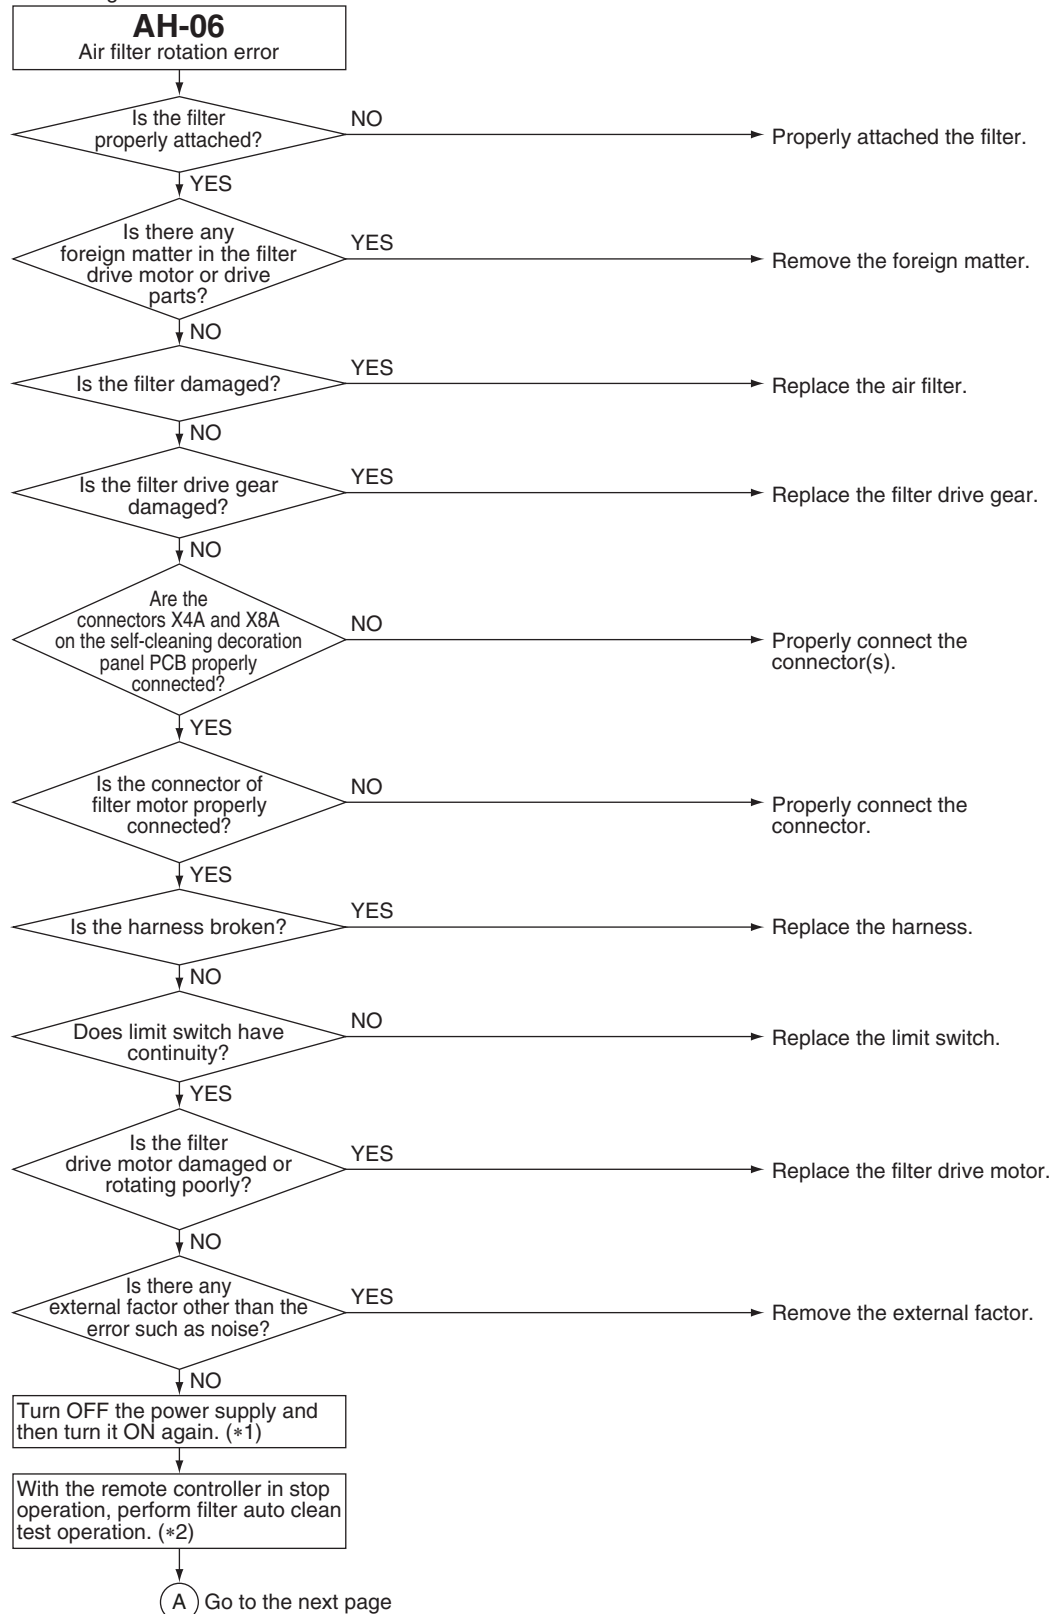 AH-06
Air filter rotation error
Is the filter
properly attached?
NO
Properly attached the filter.
YES
Is there any
foreign matter in the filter
drive motor or drive
parts?
YES
Remove the foreign matter.
NO
Is the filter damaged?
YES
Replace the air filter.
NO
Is the filter drive gear
damaged?
YES
Replace the filter drive gear.
NO
Are the
connectors X4A and X8A
on the self-cleaning decoration
panel PCB properly
connected?
NO
Properly connect the
connector(s).
YES
Is the connector of
filter motor properly
connected?
NO
Properly connect the
connector.
YES
Is the harness broken?
YES
Replace the harness.
NO
Does limit switch have
continuity?
NO
Replace the limit switch.
YES
Is the filter
drive motor damaged or
rotating poorly?
YES
Replace the filter drive motor.
NO
Is there any
external factor other than the
error such as noise?
YES
Remove the external factor.
NO
Turn OFF the power supply and
then turn it ON again. (*1)
With the remote controller in stop
operation, perform filter auto clean
test operation. (*2)
A Go to the next page